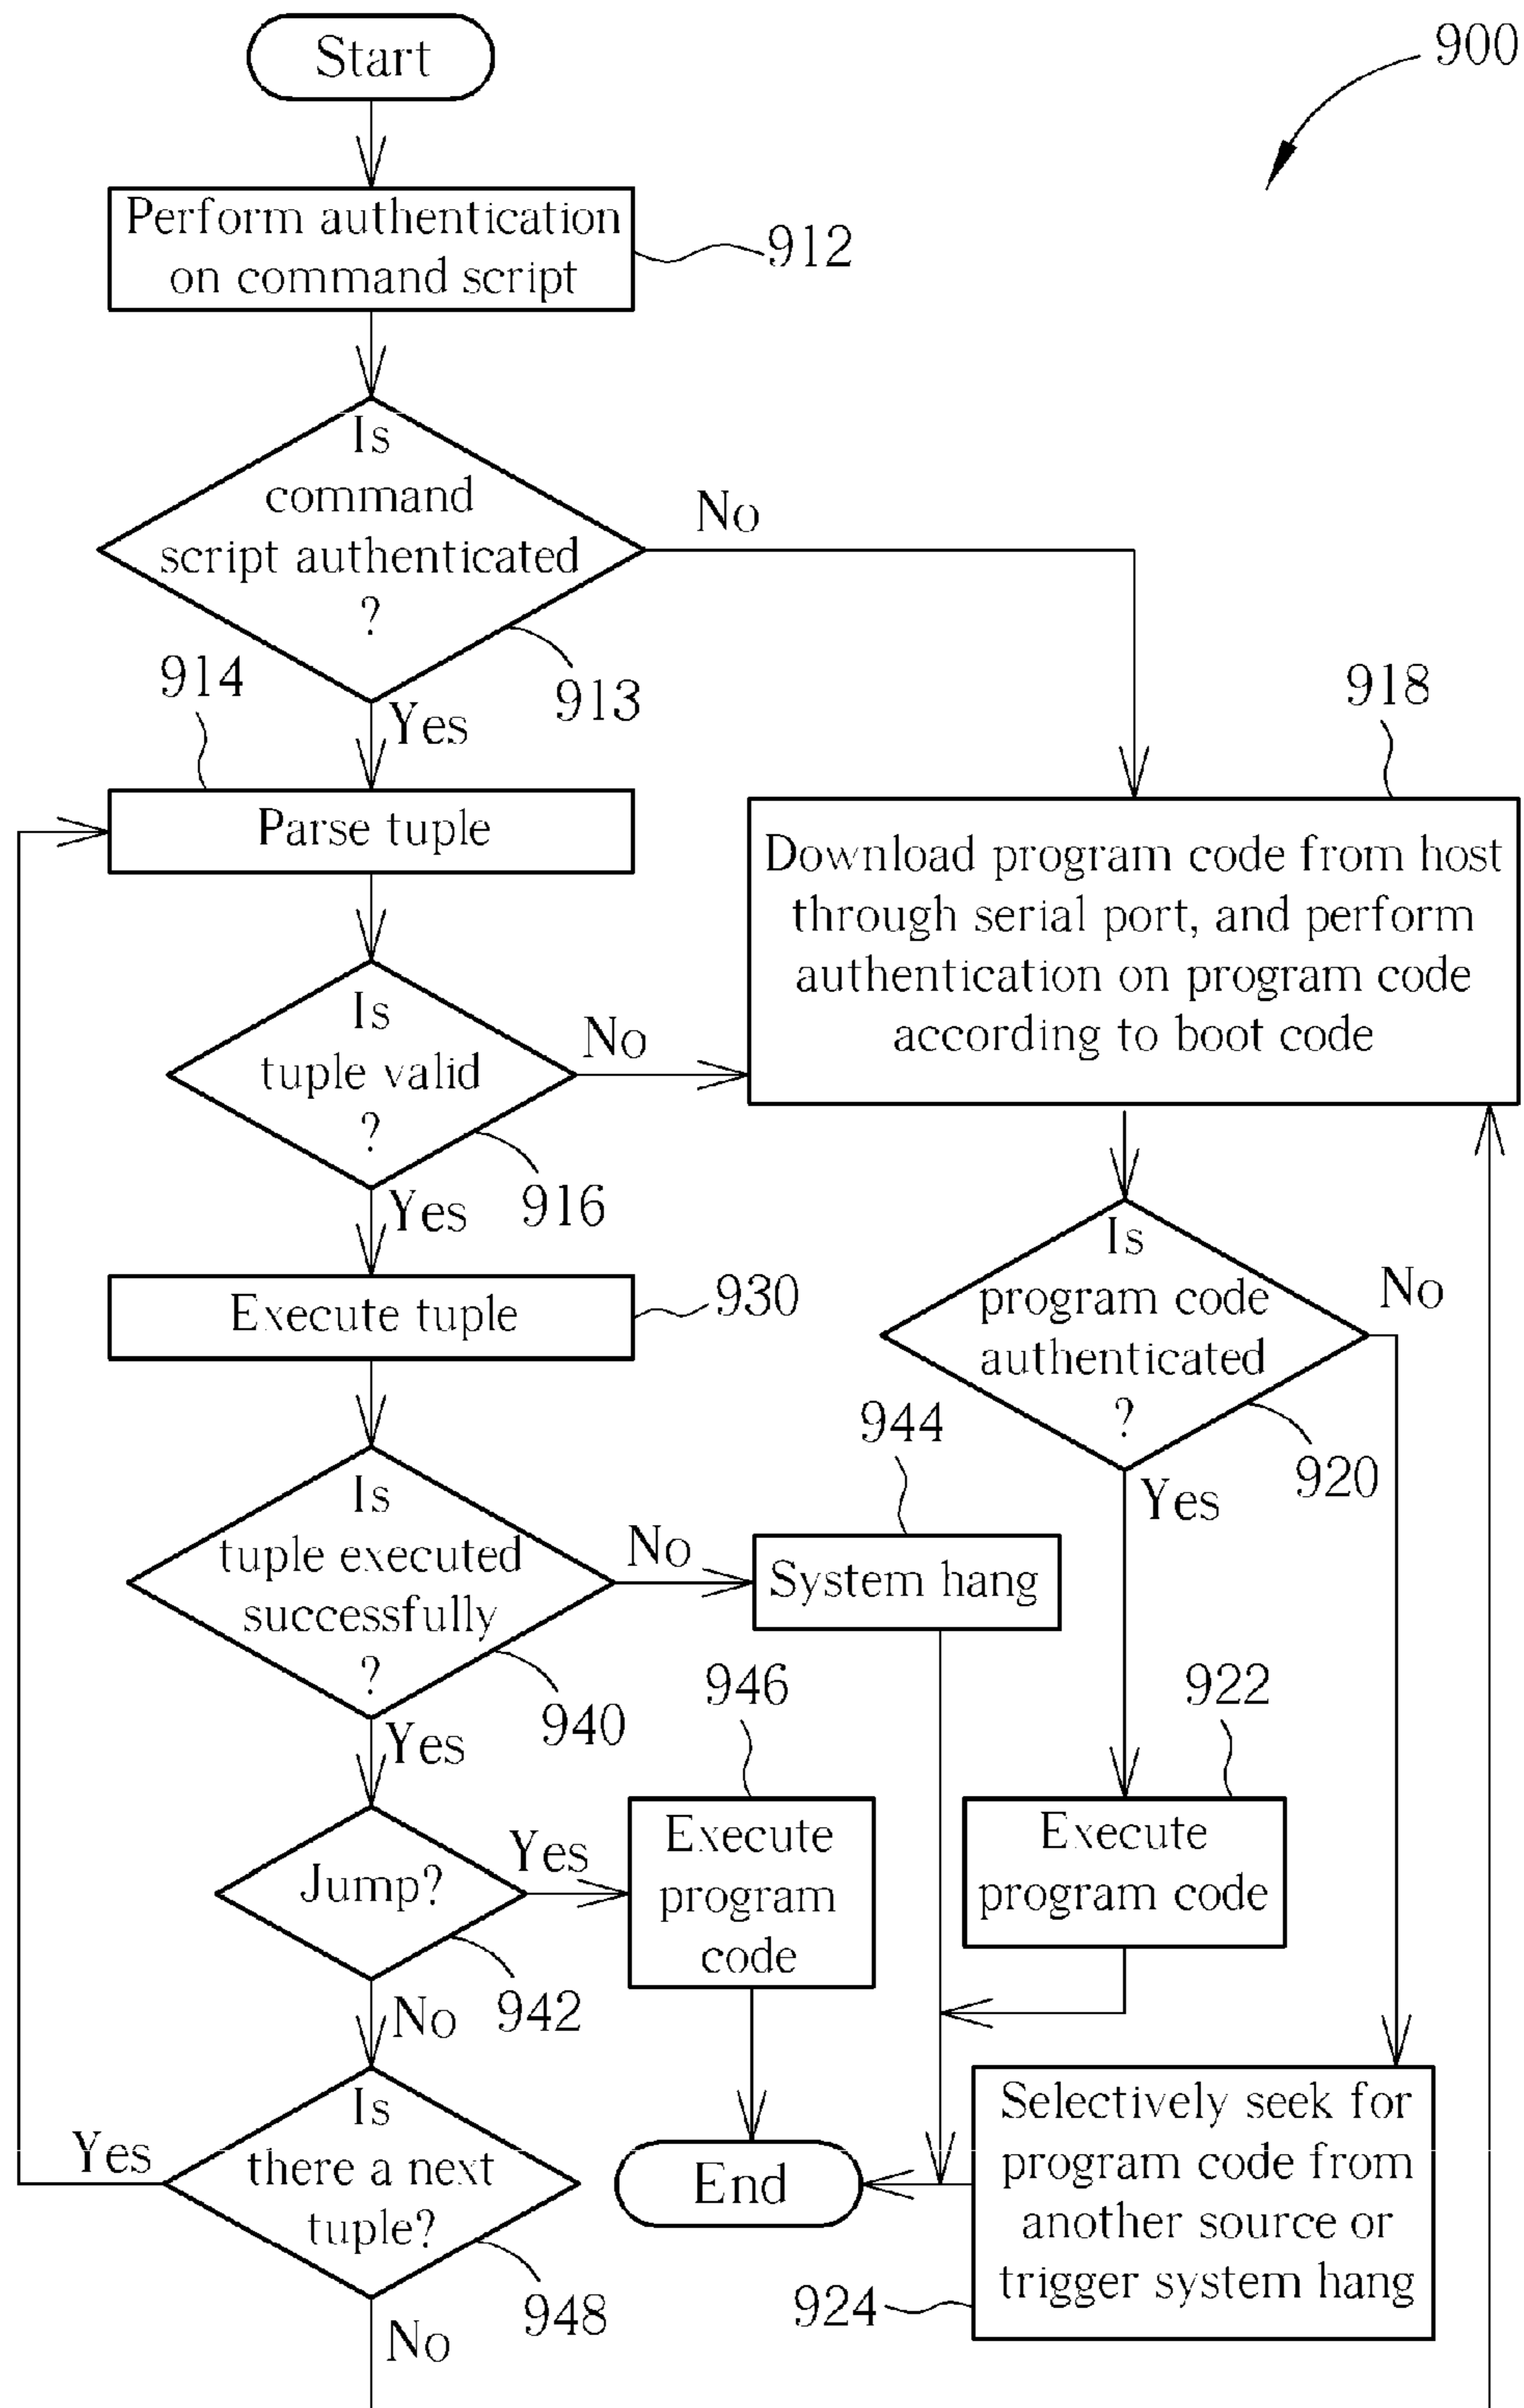 Start
900
Perform authentication
on command script
912
Is
command
script authenticated
?
No
913
914
Yes
918
Parse tuple
Download program code from host
through serial port, and perform
authentication on program code
according to boot code
Is
tuple valid
?
No
916
Yes
Is
program code
authenticated
?
No
920
Yes
Execute tuple
930
944
Is
tuple executed
successfully
?
No
System hang
940
Yes
946
922
Jump?
Yes
Execute
program
code
Execute
program code
942
No
Is
there a next
tuple?
Yes
End
Selectively seek for
program code from
another source or
trigger system hang
924
948
No